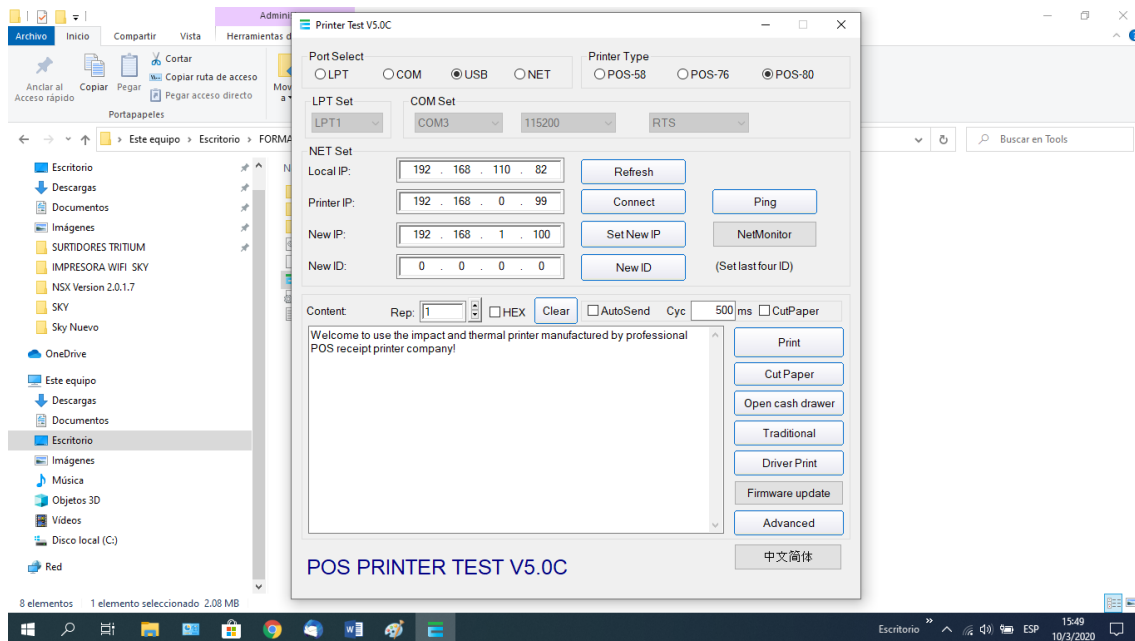 Admini
Archivo Inicio Compartir Vista Herramientas d
Anclar al Acceso rápido
Copiar
Pegar
Cortar
Copiar ruta de acceso
Pegar acceso directo
Mov
a
Portapapeles
Este equipo > Escritorio > FORMA
Buscar en Tools
Escritorio
Descargas
Documentos
Imágenes
SURTIDORES TRITIUM
IMPRESORA WIFI SKY
NSX Version 2.0.1.7
SKY
Sky Nuevo
OneDrive
Este equipo
Descargas
Documentos
Escritorio
Imágenes
Música
Objetos 3D
Vídeos
Disco local (C:)
Red
N
8 elementos 1 elemento seleccionado 2.08 MB
Printer Test V5.0C
Port Select
LPT COM USB NET
Printer Type
POS-58 POS-76 POS-80
LPT Set
LPT1
COM Set
COM3 115200 RTS
NET Set
Local IP: 192 . 168 . 110 . 82 Refresh
Printer IP: 192 . 168 . 0 . 99 Connect Ping
New IP: 192 . 168 . 1 . 100 Set New IP NetMonitor
New ID: 0 . 0 . 0 . 0 New ID (Set last four ID)
Content: Rep: 1 HEX Clear AutoSend Cyc 500 ms CutPaper
Welcome to use the impact and thermal printer manufactured by professional
POS receipt printer company!
Print
Cut Paper
Open cash drawer
Traditional
Driver Print
Firmware update
Advanced
中文简体
POS PRINTER TEST V5.0C
Escritorio » ESP
15:49
10/3/2020